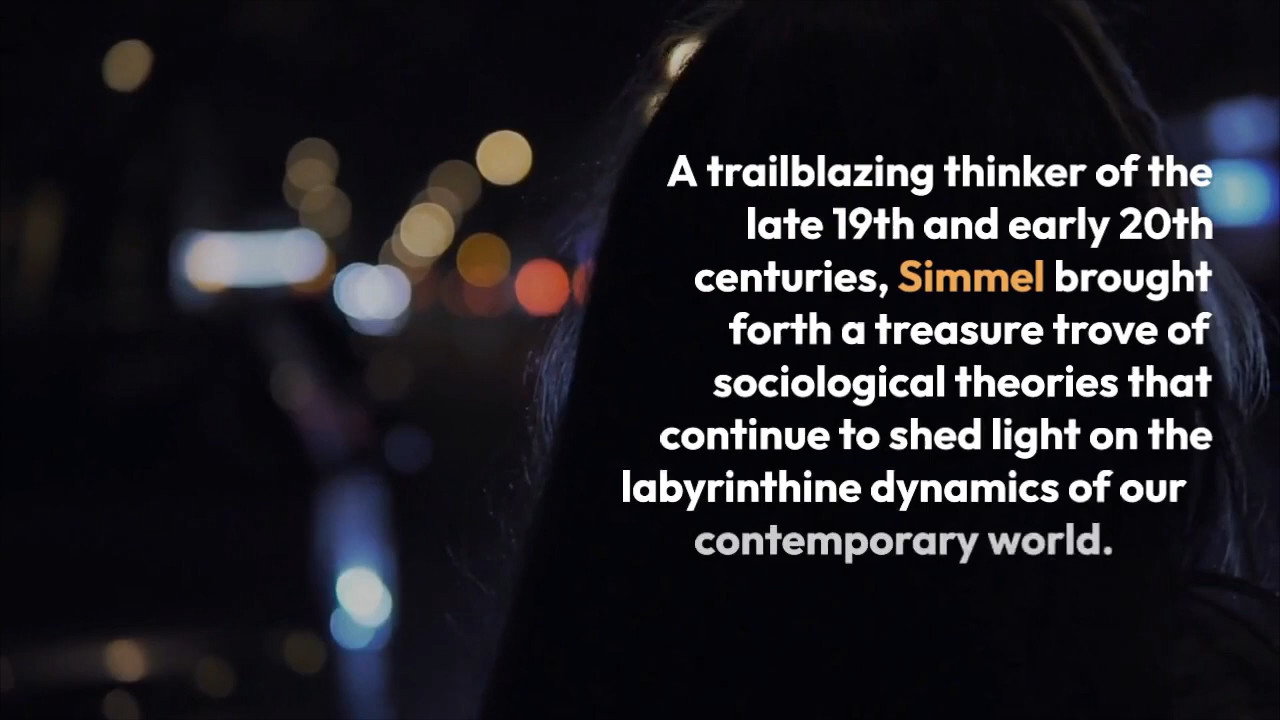 A trailblazing thinker of the
late 19th and early 20th
centuries, Simmel brought
forth a treasure trove of
sociological theories that
continue to shed light on the
labyrinthine dynamics of our
contemporary world.